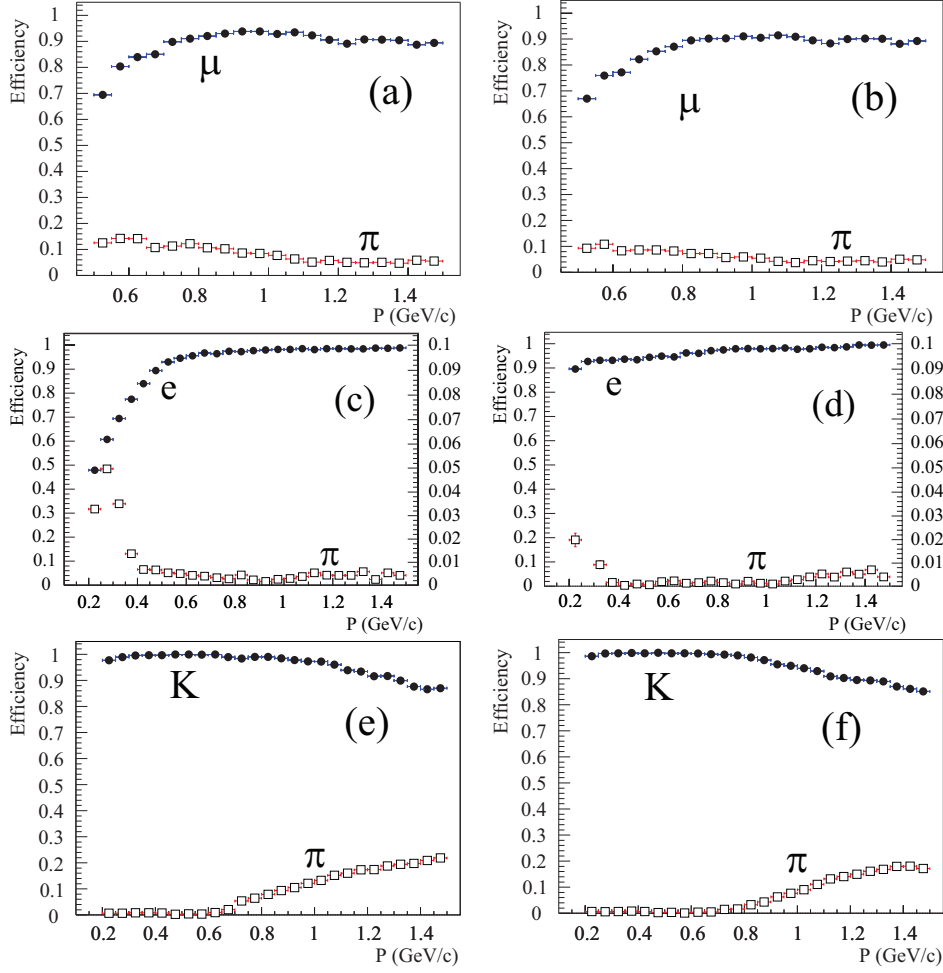 Efficiency
1
0.9
0.8
0.7
0.6
0.5
0.4
0.3
0.2
0.1
0
μ
(a)
π
0.6 0.8 1 1.2 1.4
P (GeV/c)
Efficiency
1
0.9
0.8
0.7
0.6
0.5
0.4
0.3
0.2
0.1
0
μ
(b)
π
0.6 0.8 1 1.2 1.4
P (GeV/c)
Efficiency
1
0.9
0.8
0.7
0.6
0.5
0.4
0.3
0.2
0.1
0
e
(c)
π
0.1
0.09
0.08
0.07
0.06
0.05
0.04
0.03
0.02
0.01
0
0.2 0.4 0.6 0.8 1 1.2 1.4
P (GeV/c)
Efficiency
1
0.9
0.8
0.7
0.6
0.5
0.4
0.3
0.2
0.1
0
e
(d)
π
0.1
0.09
0.08
0.07
0.06
0.05
0.04
0.03
0.02
0.01
0
0.2 0.4 0.6 0.8 1 1.2 1.4
P (GeV/c)
Efficiency
1
0.9
0.8
0.7
0.6
0.5
0.4
0.3
0.2
0.1
0
K
(e)
π
0.2 0.4 0.6 0.8 1 1.2 1.4
P (GeV/c)
Efficiency
1
0.9
0.8
0.7
0.6
0.5
0.4
0.3
0.2
0.1
0
K
(f)
π
0.2 0.4 0.6 0.8 1 1.2 1.4
P (GeV/c)